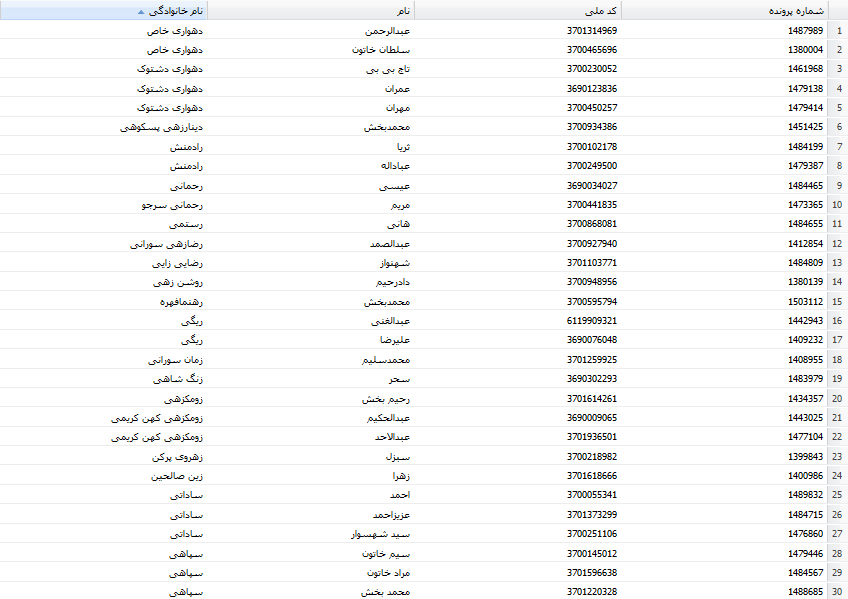 شماره پرونده کد ملی نام نام خانوادگی
1 1487989 3701314969 عبدالرحمن دهواری خاص
2 1380004 3700465696 سلطان خاتون دهواری خاص
3 1461968 3700230052 تاج بی بی دهواری دشتوک
4 1479138 3690123836 عمران دهواری دشتوک
5 1479414 3700450257 مهران دهواری دشتوک
6 1451425 3700934386 محمدبخش دینارزهی پسکوهی
7 1484199 3700102178 ثریا رادمنش
8 1479387 3700249500 عباداله رادمنش
9 1484465 3690034027 عیسی رحمانی
10 1473365 3700441835 مریم رحمانی سرجو
11 1484655 3700868081 هانی رستمی
12 1412854 3700927940 عبدالصمد رضازهی سورانی
13 1484809 3701103771 شهنواز رضایی زایی
14 1380139 3700948956 دادرحیم روشن زهی
15 1503112 3700595794 محمدبخش رهنمافهره
16 1442943 6119909321 عبدالغنی ریگی
17 1409232 3690076048 علیرضا ریگی
18 1408955 3701259925 محمدسلیم زمان سورانی
19 1483979 3690302293 سحر زنگ شاهی
20 1434357 3701614261 رحیم بخش زومکزهی
21 1443025 3690009065 عبدالحکیم زومکزهی کهن کریمی
22 1477104 3701936501 عبدالاحد زومکزهی کهن کریمی
23 1399843 3700218982 سبزل زهروی پرکن
24 1400986 3701618666 زهرا زین صالحین
25 1489832 3700055341 احمد ساداتی
26 1484715 3701373299 عزیزاحمد ساداتی
27 1476860 3700251106 سید شهسوار ساداتی
28 1479446 3700145012 سیم خاتون سپاهی
29 1484567 3701596638 مراد خاتون سپاهی
30 1488685 3701220328 محمد بخش سپاهی